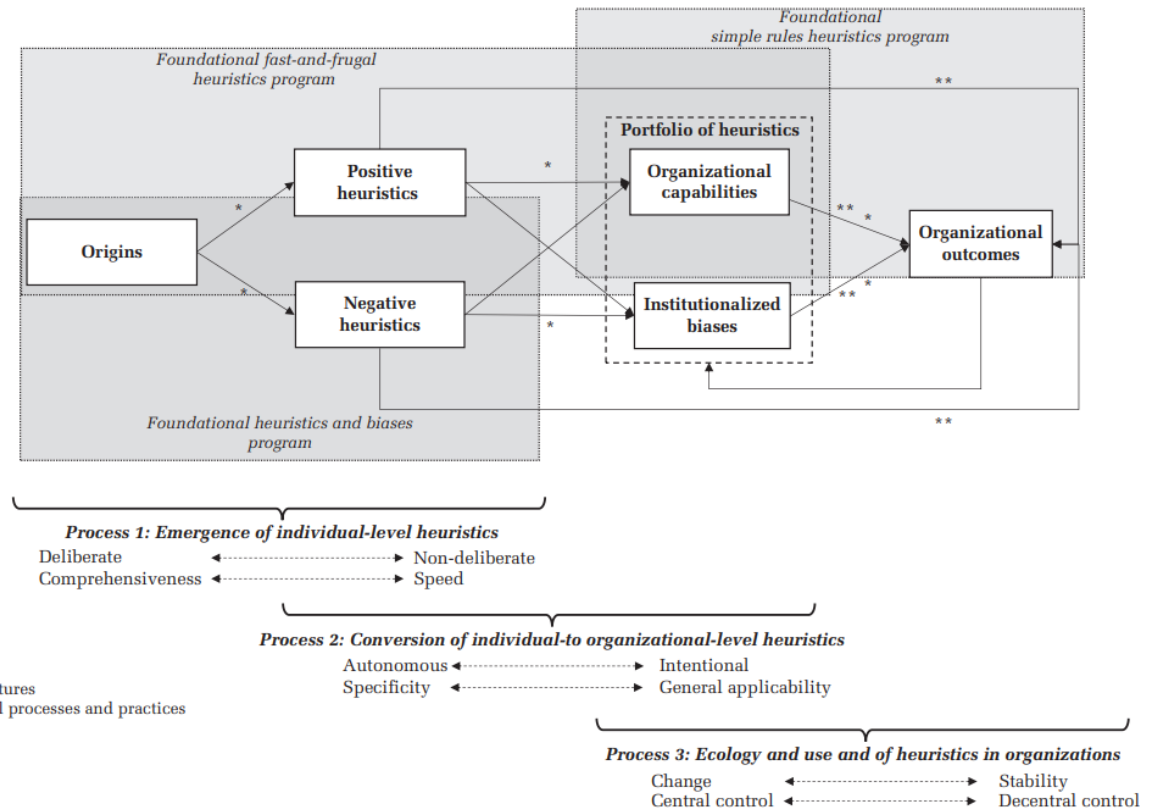 Foundational
simple rules heuristics program
Foundational fast-and-frugal
heuristics program
**
Portfolio of heuristics
Positive
heuristics
*
Organizational
capabilities
*
**
*
Origins
Organizational
outcomes
*
Negative
heuristics
*
Institutionalized
biases
*
**
Foundational heuristics and biases
program
**
Process 1: Emergence of individual-level heuristics
Deliberate Non-deliberate
Comprehensiveness Speed
Process 2: Conversion of individual-to organizational-level heuristics
Autonomous Intentional
Specificity General applicability
tures
l processes and practices
Process 3: Ecology and use and of heuristics in organizations
Change Stability
Central control Decentral control